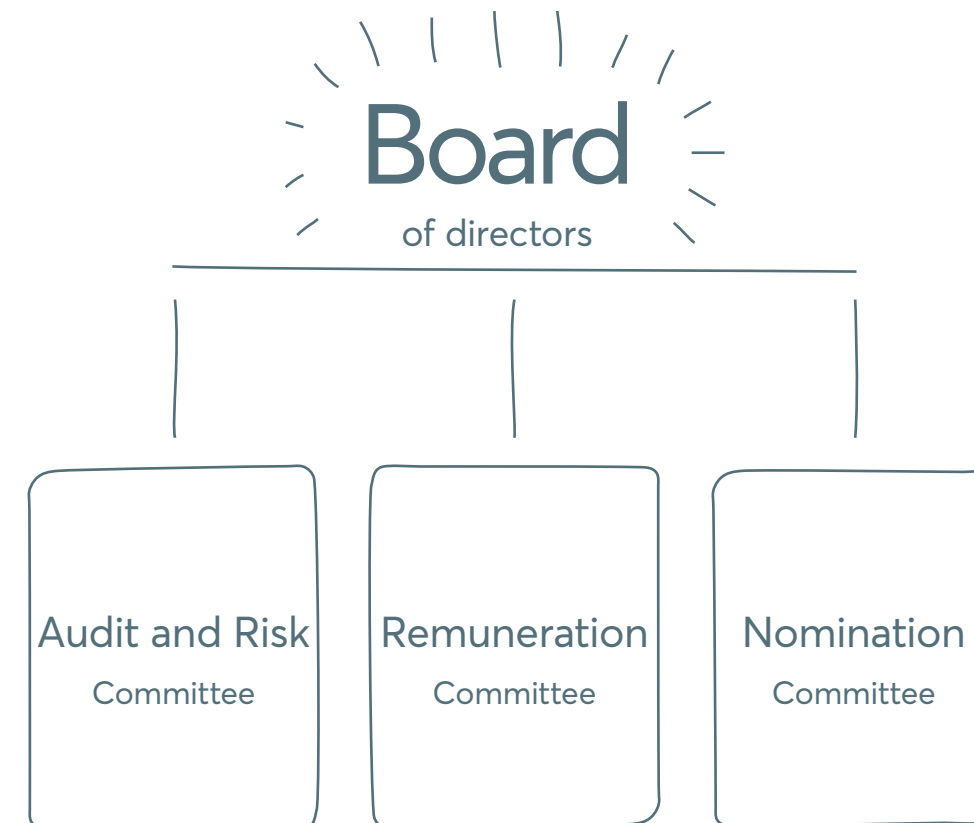 Board
of directors
Audit and Risk
Committee
Remuneration
Committee
Nomination
Committee